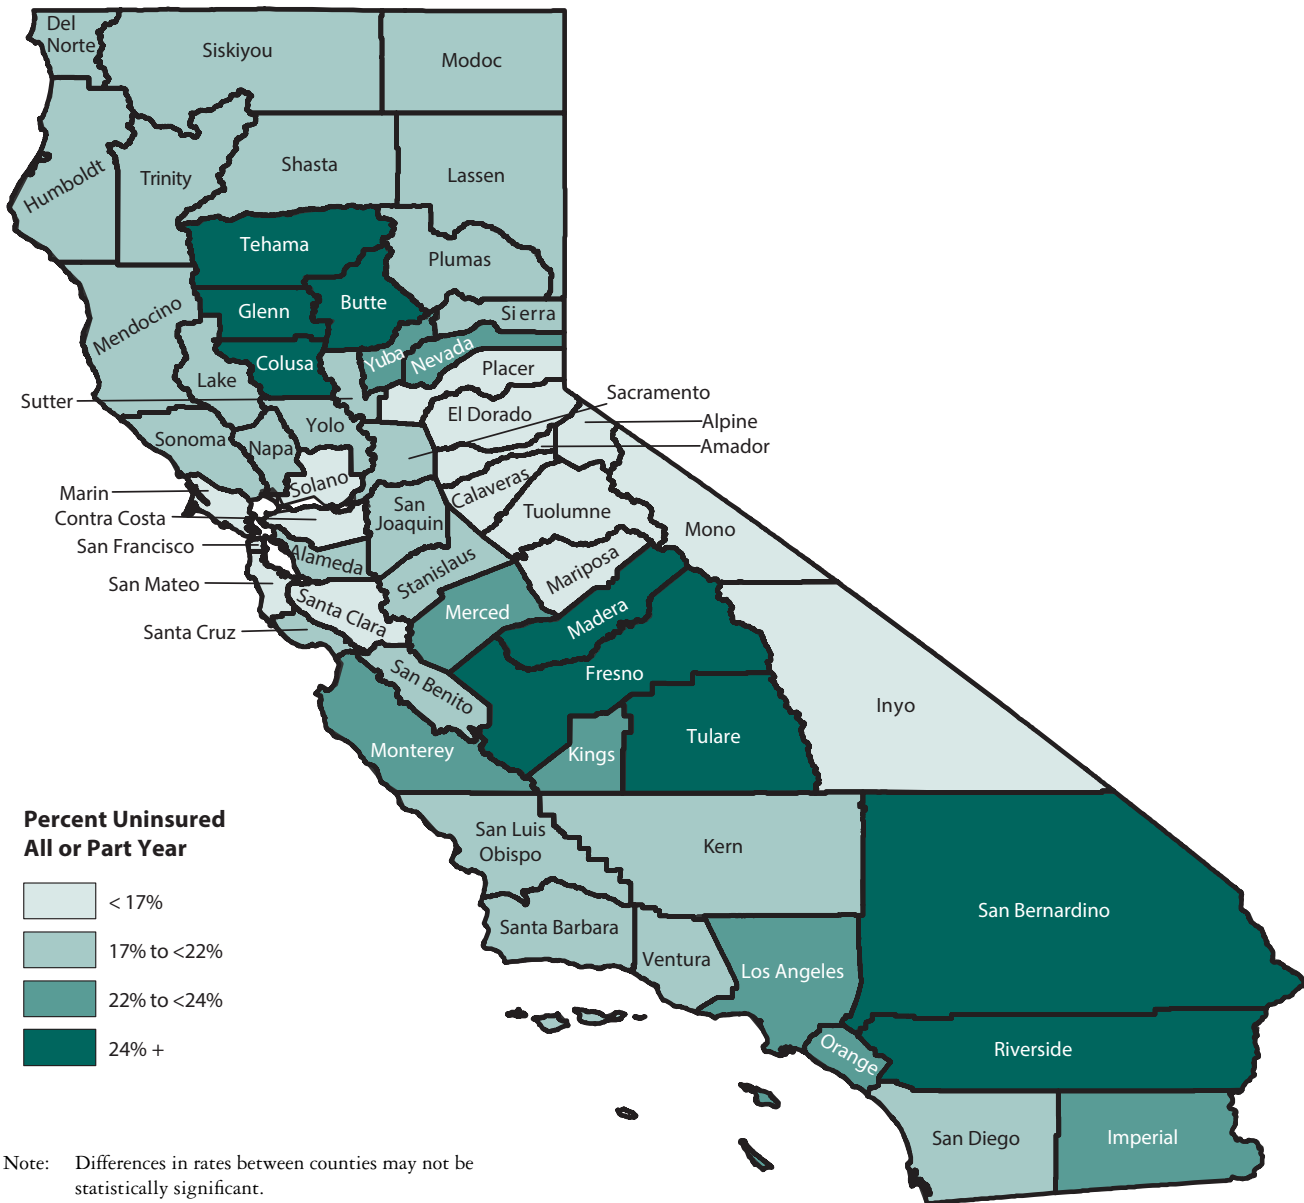 Del
Norte
Siskiyou
Modoc
Humboldt
Trinity
Shasta
Lassen
Tehama
Plumas
Mendocino
Glenn
Butte
Sierra
Colusa
Yuba
Nevada
Lake
Placer
Sutter
Sacramento
El Dorado
Alpine
Yolo
Sonoma
Napa
Amador
Solano
Calaveras
Marin
San
Joaquin
Contra Costa
Tuolumne
Mono
San Francisco
Alameda
Stanislaus
Mariposa
San Mateo
Santa Clara
Merced
Madera
Santa Cruz
San Benito
Fresno
Inyo
Monterey
Kings
Tulare
Percent Uninsured
All or Part Year
< 17%
17% to <22%
22% to <24%
24% +
San Luis
Obispo
Kern
San Bernardino
Santa Barbara
Ventura
Los Angeles
Orange
Riverside
San Diego
Imperial
Note: Differences in rates between counties may not be
statistically significant.